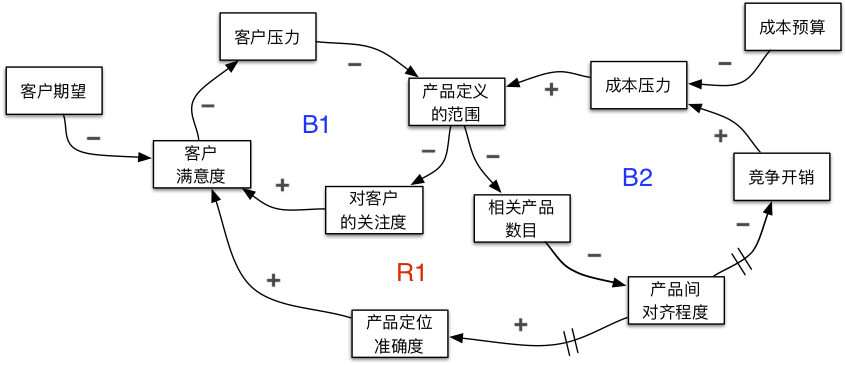 客户压力
成本预算
客户期望
产品定义
的范围
成本压力
−
−
+
−
−
B1
+
−
客户
满意度
−
−
B2
竞争开销
+
对客户
的关注度
相关产品
数目
−
−
R1
+
产品间
对齐程度
产品定位
准确度
+